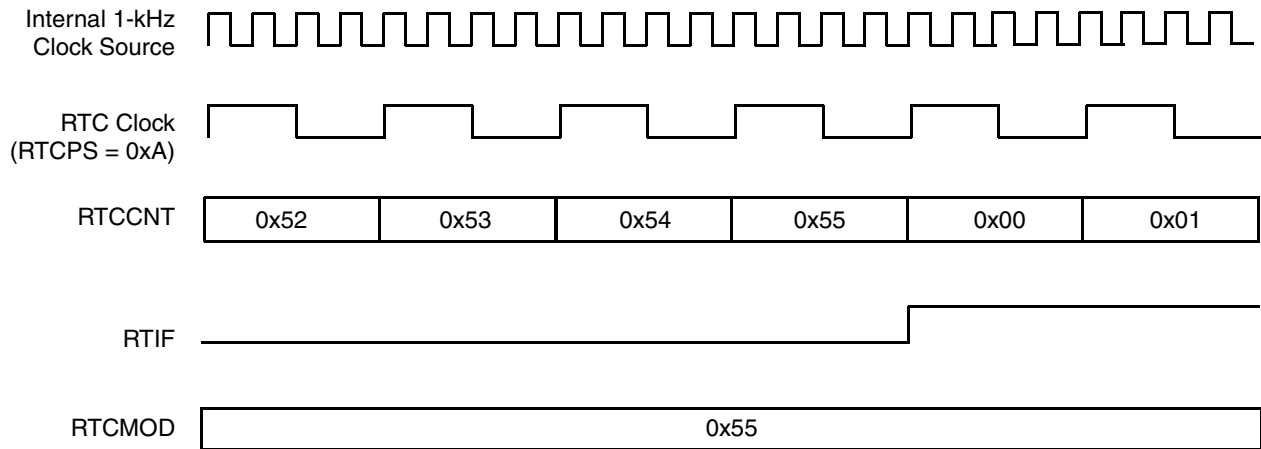 Internal 1-kHz
Clock Source
RTC Clock
(RTCPS = 0xA)
RTCCNT
0x52 0x53 0x54 0x55 0x00 0x01
RTIF
RTCMOD
0x55